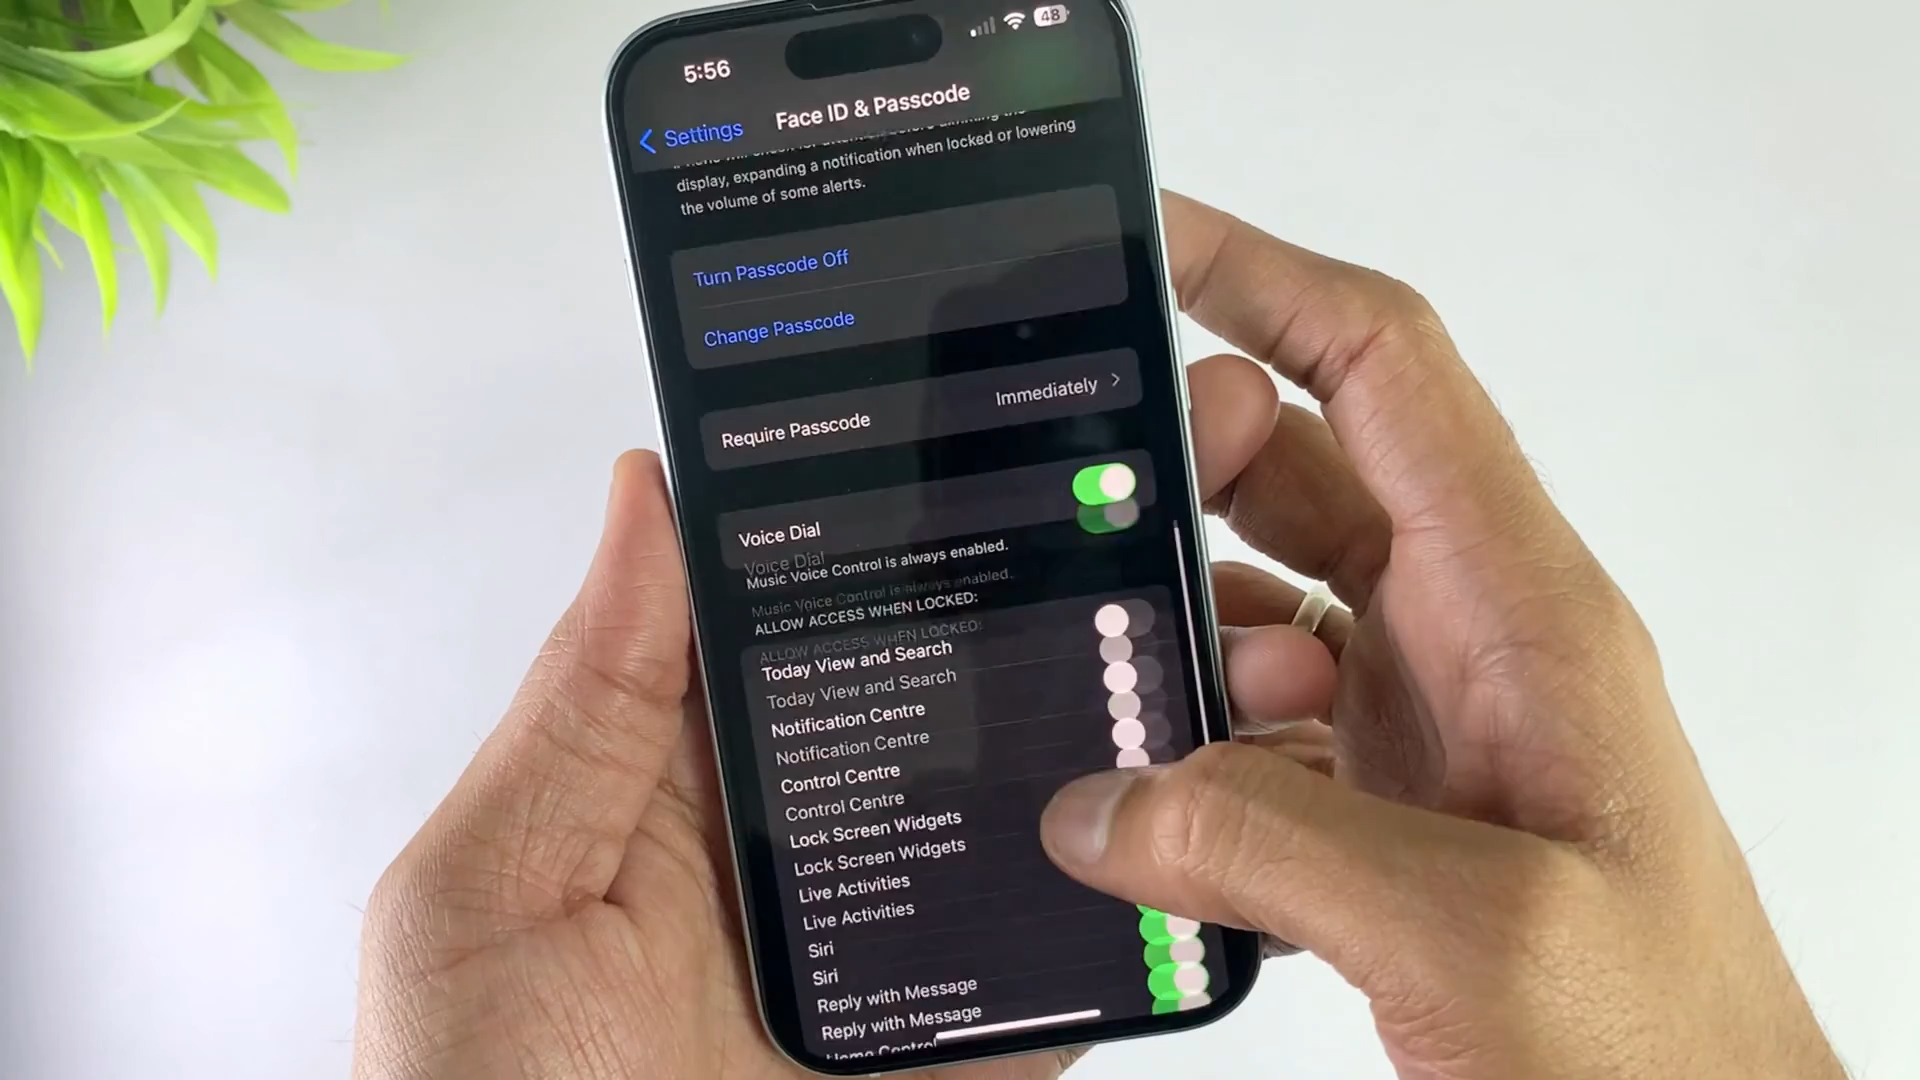 5:56
48
Settings
Face ID & Passcode
display, expanding a notification when locked or lowering
the volume of some alerts.
Turn Passcode Off
Change Passcode
Require Passcode
Immediately
Voice Dial
Voice Dial
Music Voice Control is always enabled.
Music Voice Control is always enabled.
ALLOW ACCESS WHEN LOCKED:
ALLOW ACCESS WHEN LOCKED:
Today View and Search
Today View and Search
Notification Centre
Notification Centre
Control Centre
Control Centre
Lock Screen Widgets
Lock Screen Widgets
Live Activities
Live Activities
Siri
Siri
Reply with Message
Reply with Message
Home Control